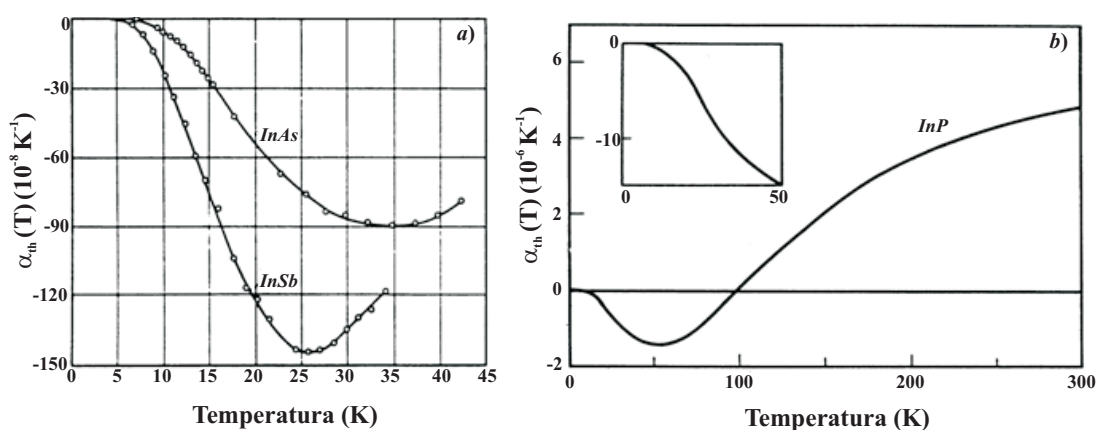 a)
α_th (T) (10⁻⁸ K⁻¹)
0
-30
-60
-90
-120
-150
InAs
InSb
0 5 10 15 20 25 30 35 40 45
Temperatura (K)
b)
α_th (T) (10⁻⁶ K⁻¹)
6
4
2
0
-2
0
-10
0 50
InP
0 100 200 300
Temperatura (K)